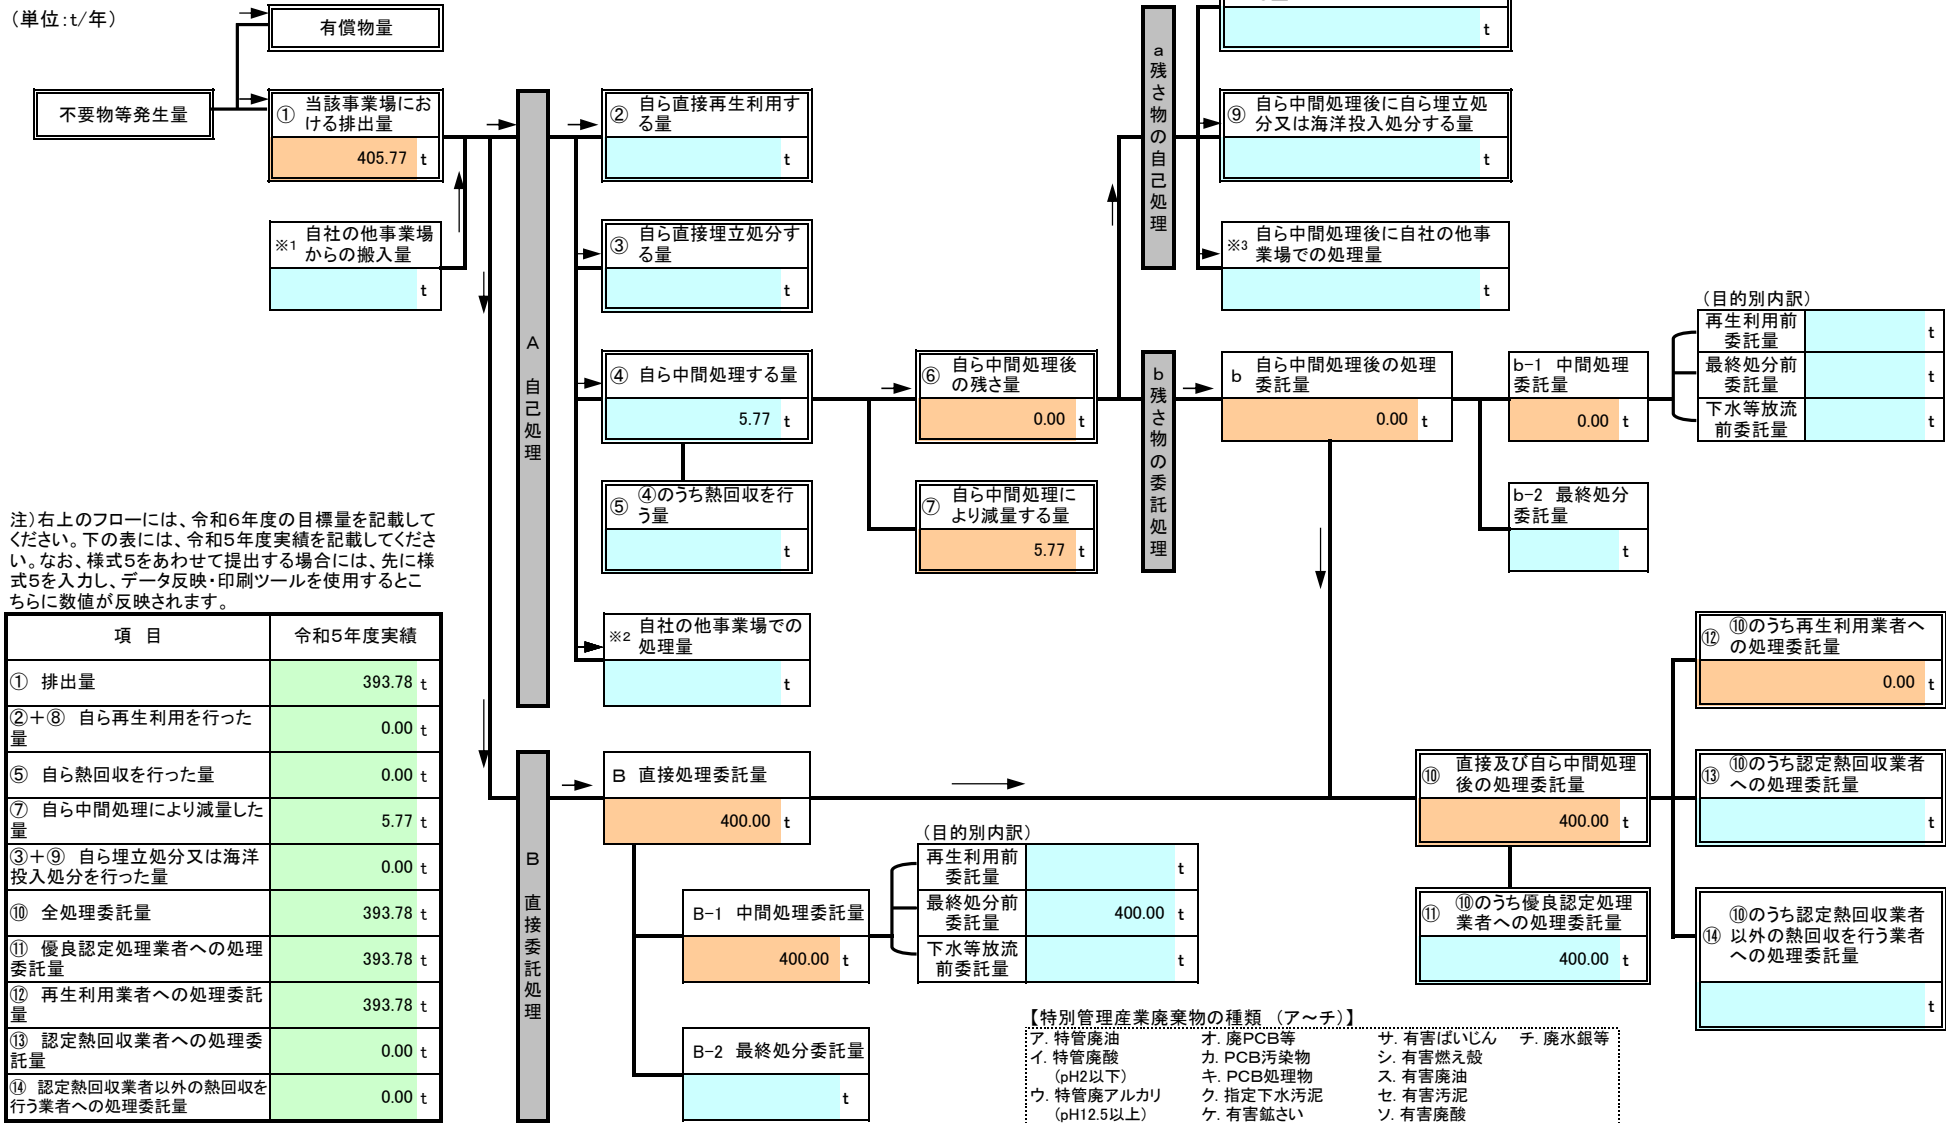 (単位:t/年)
有償物量
不要物等発生量
① 当該事業場にお
ける排出量
405.77 t
※1 自社の他事業場
からの搬入量
t
A 自己処理
② 自ら直接再生利用す
る量
t
③ 自ら直接埋立処分す
る量
t
④ 自ら中間処理する量
5.77 t
⑤ ④のうち熱回収を行
う量
t
※2 自社の他事業場での
処理量
t
⑥ 自ら中間処理後
の残さ量
0.00 t
⑦ 自ら中間処理に
より減量する量
5.77 t
a 残さ物の自己処理
t
⑨ 自ら中間処理後に自ら埋立処
分又は海洋投入処分する量
t
※3 自ら中間処理後に自社の他事
業場での処理量
t
b 残さ物の委託処理
b 自ら中間処理後の処理
委託量
0.00 t
b-1 中間処理
委託量
0.00 t
(目的別内訳)
再生利用前
委託量
t
最終処分前
委託量
t
下水等放流
前委託量
t
b-2 最終処分
委託量
t
注)右上のフローには、令和6年度の目標量を記載して
ください。下の表には、令和5年度実績を記載してくださ
い。なお、様式5をあわせて提出する場合には、先に様
式5を入力し、データ反映・印刷ツールを使用するとこ
ちらに数値が反映されます。
項 目 令和5年度実績
① 排出量 393.78 t
②+⑧ 自ら再生利用を行った
量 0.00 t
⑤ 自ら熱回収を行った量 0.00 t
⑦ 自ら中間処理により減量した
量 5.77 t
③+⑨ 自ら埋立処分又は海洋
投入処分を行った量 0.00 t
⑩ 全処理委託量 393.78 t
⑪ 優良認定処理業者への処理
委託量 393.78 t
⑫ 再生利用業者への処理委託
量 393.78 t
⑬ 認定熱回収業者への処理委
託量 0.00 t
⑭ 認定熱回収業者以外の熱回収を
行う業者への処理委託量 0.00 t
B 直接委託処理
B 直接処理委託量
400.00 t
B-1 中間処理委託量
400.00 t
(目的別内訳)
再生利用前
委託量
t
最終処分前
委託量
400.00 t
下水等放流
前委託量
t
B-2 最終処分委託量
t
⑩ 直接及び自ら中間処理
後の処理委託量
400.00 t
⑪ ⑩のうち優良認定処理
業者への処理委託量
400.00 t
⑫ ⑩のうち再生利用業者へ
の処理委託量
0.00 t
⑬ ⑩のうち認定熱回収業者
への処理委託量
t
⑩のうち認定熱回収業者
⑭ 以外の熱回収を行う業者
への処理委託量
t
【特別管理産業廃棄物の種類 (ア~チ)】
ア. 特管廃油 オ. 廃PCB等 サ. 有害ばいじん チ. 廃水銀等
イ. 特管廃酸 カ. PCB汚染物 シ. 有害燃え殻
(pH2以下) キ. PCB処理物 ス. 有害廃油
ウ. 特管廃アルカリ ク. 指定下水汚泥 セ. 有害汚泥
(pH12.5以上) ケ. 有害鉱さい ソ. 有害廃酸